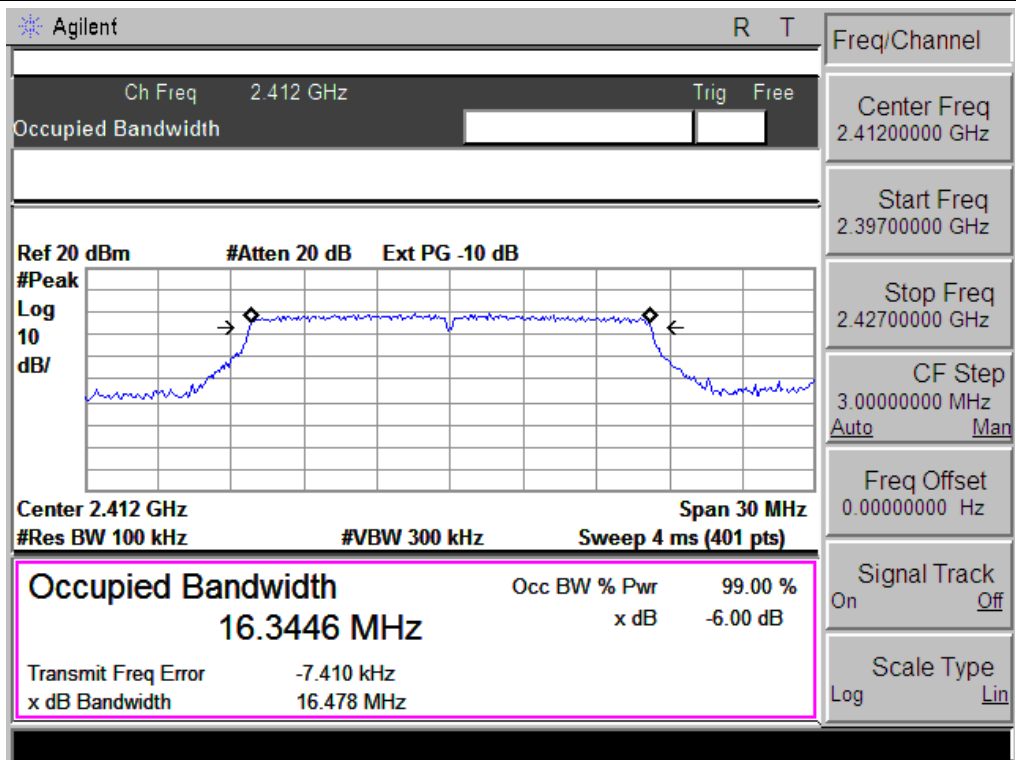 Agilent
R T
Ch Freq 2.412 GHz Trig Free
Occupied Bandwidth
Ref 20 dBm #Atten 20 dB Ext PG -10 dB
#Peak
Log
10
dB/
Center 2.412 GHz Span 30 MHz
#Res BW 100 kHz #VBW 300 kHz Sweep 4 ms (401 pts)
Occupied Bandwidth
16.3446 MHz
Occ BW % Pwr 99.00 %
x dB -6.00 dB
Transmit Freq Error -7.410 kHz
x dB Bandwidth 16.478 MHz
Freq/Channel
Center Freq
2.41200000 GHz
Start Freq
2.39700000 GHz
Stop Freq
2.42700000 GHz
CF Step
3.00000000 MHz
Auto Man
Freq Offset
0.00000000 Hz
Signal Track
On Off
Scale Type
Log Lin